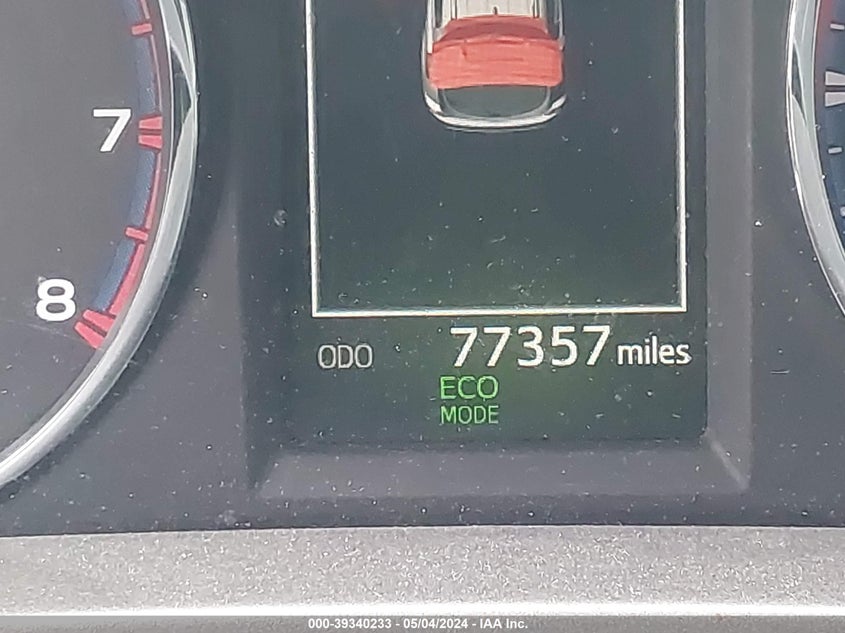 7
8
ODO 77357 miles
ECO
MODE
000-39340233 - 05/04/2024 - IAA Inc.